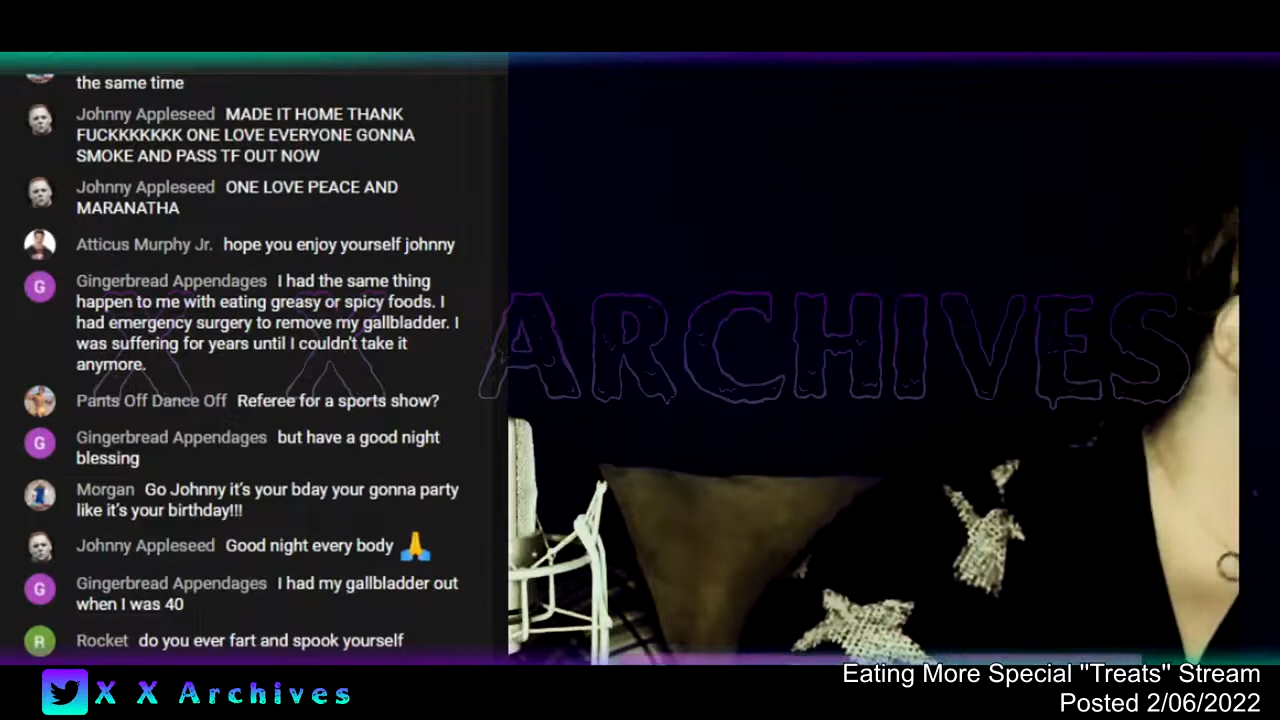 the same time
Johnny Appleseed MADE IT HOME THANK
FUCKKKKKKK ONE LOVE EVERYONE GONNA
SMOKE AND PASS TF OUT NOW
Johnny Appleseed ONE LOVE PEACE AND
MARANATHA
Atticus Murphy Jr. hope you enjoy yourself johnny
Gingerbread Appendages I had the same thing
happen to me with eating greasy or spicy foods. I
had emergency surgery to remove my gallbladder. I
was suffering for years until I couldn't take it
anymore.
X X ARCHIVES
Pants Off Dance Off Referee for a sports show?
G Gingerbread Appendages but have a good night
blessing
Morgan Go Johnny it's your bday your gonna party
like it's your birthday!!!
Johnny Appleseed Good night every body 🙏
G Gingerbread Appendages I had my gallbladder out
when I was 40
R Rocket do you ever fart and spook yourself
X X Archives
Eating More Special "Treats" Stream
Posted 2/06/2022